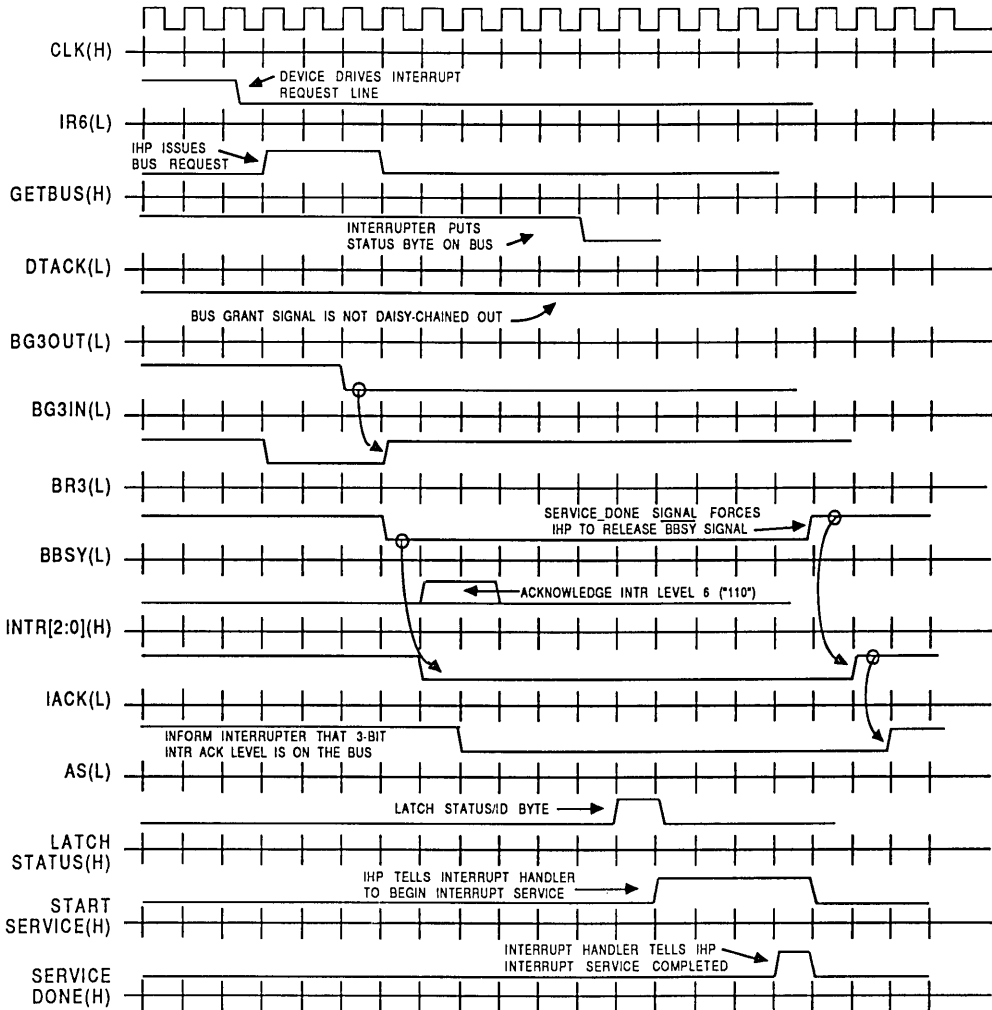 CLK(H)
DEVICE DRIVES INTERRUPT
REQUEST LINE
IR6(L)
IHP ISSUES
BUS REQUEST
GETBUS(H)
INTERRUPTER PUTS
STATUS BYTE ON BUS
DTACK(L)
BUS GRANT SIGNAL IS NOT DAISY-CHAINED OUT
BG3OUT(L)
BG3IN(L)
BR3(L)
SERVICE_DONE SIGNAL FORCES
IHP TO RELEASE BBSY SIGNAL
BBSY(L)
ACKNOWLEDGE INTR LEVEL 6 ("110")
INTR[2:0](H)
IACK(L)
INFORM INTERRUPTER THAT 3-BIT
INTR ACK LEVEL IS ON THE BUS
AS(L)
LATCH STATUS/ID BYTE
LATCH
STATUS(H)
IHP TELLS INTERRUPT HANDLER
TO BEGIN INTERRUPT SERVICE
START
SERVICE(H)
INTERRUPT HANDLER TELLS IHP
INTERRUPT SERVICE COMPLETED
SERVICE
DONE(H)